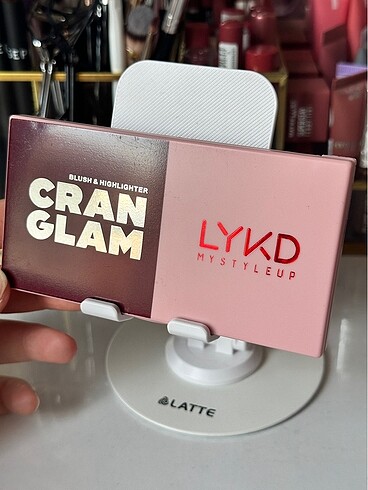 BLUSH & HIGHLIGHTER
CRAN
GLAM
LYKD
MYSTYLEUP
LATTE